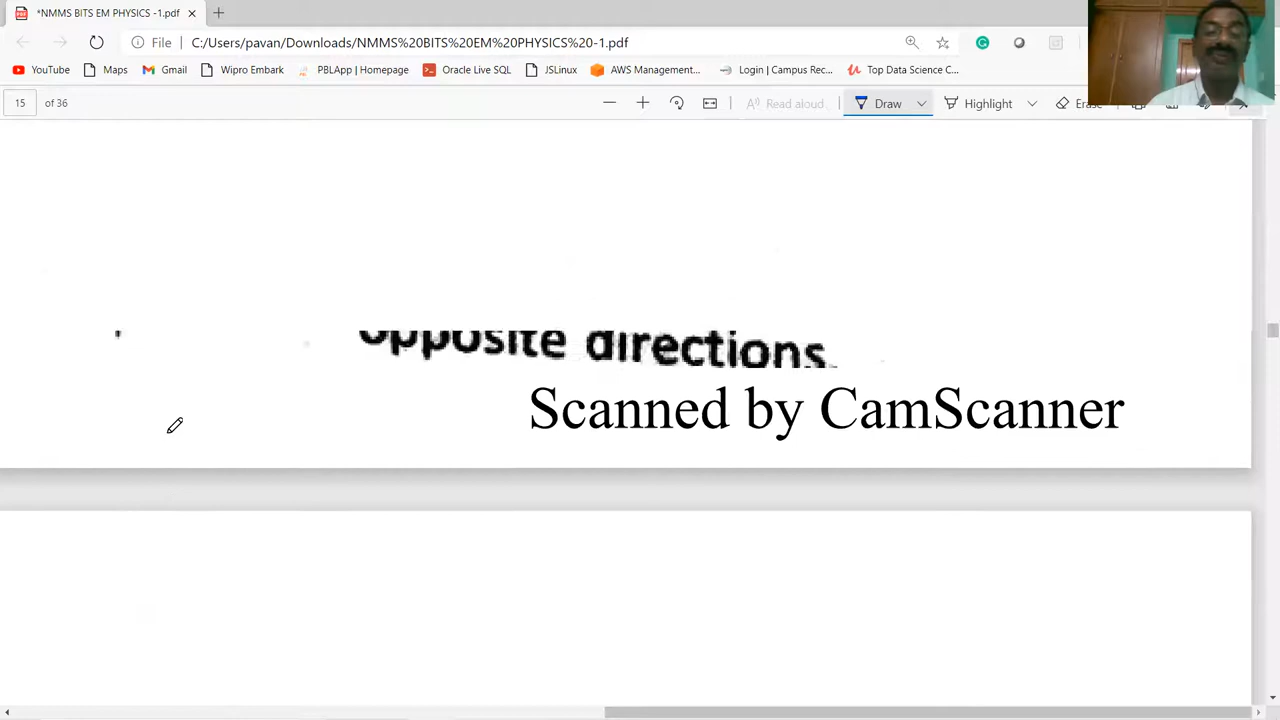 *NMMS BITS EM PHYSICS -1.pdf
File
C:/Users/pavan/Downloads/NMMS%20BITS%20EM%20PHYSICS%20-1.pdf
YouTube
Maps
Gmail
Wipro Embark
PBLApp | Homepage
Oracle Live SQL
JSLinux
AWS Management...
Login | Campus Rec...
Top Data Science C...
15 of 36
Read aloud
Draw
Highlight
Erase
opposite directions.
Scanned by CamScanner